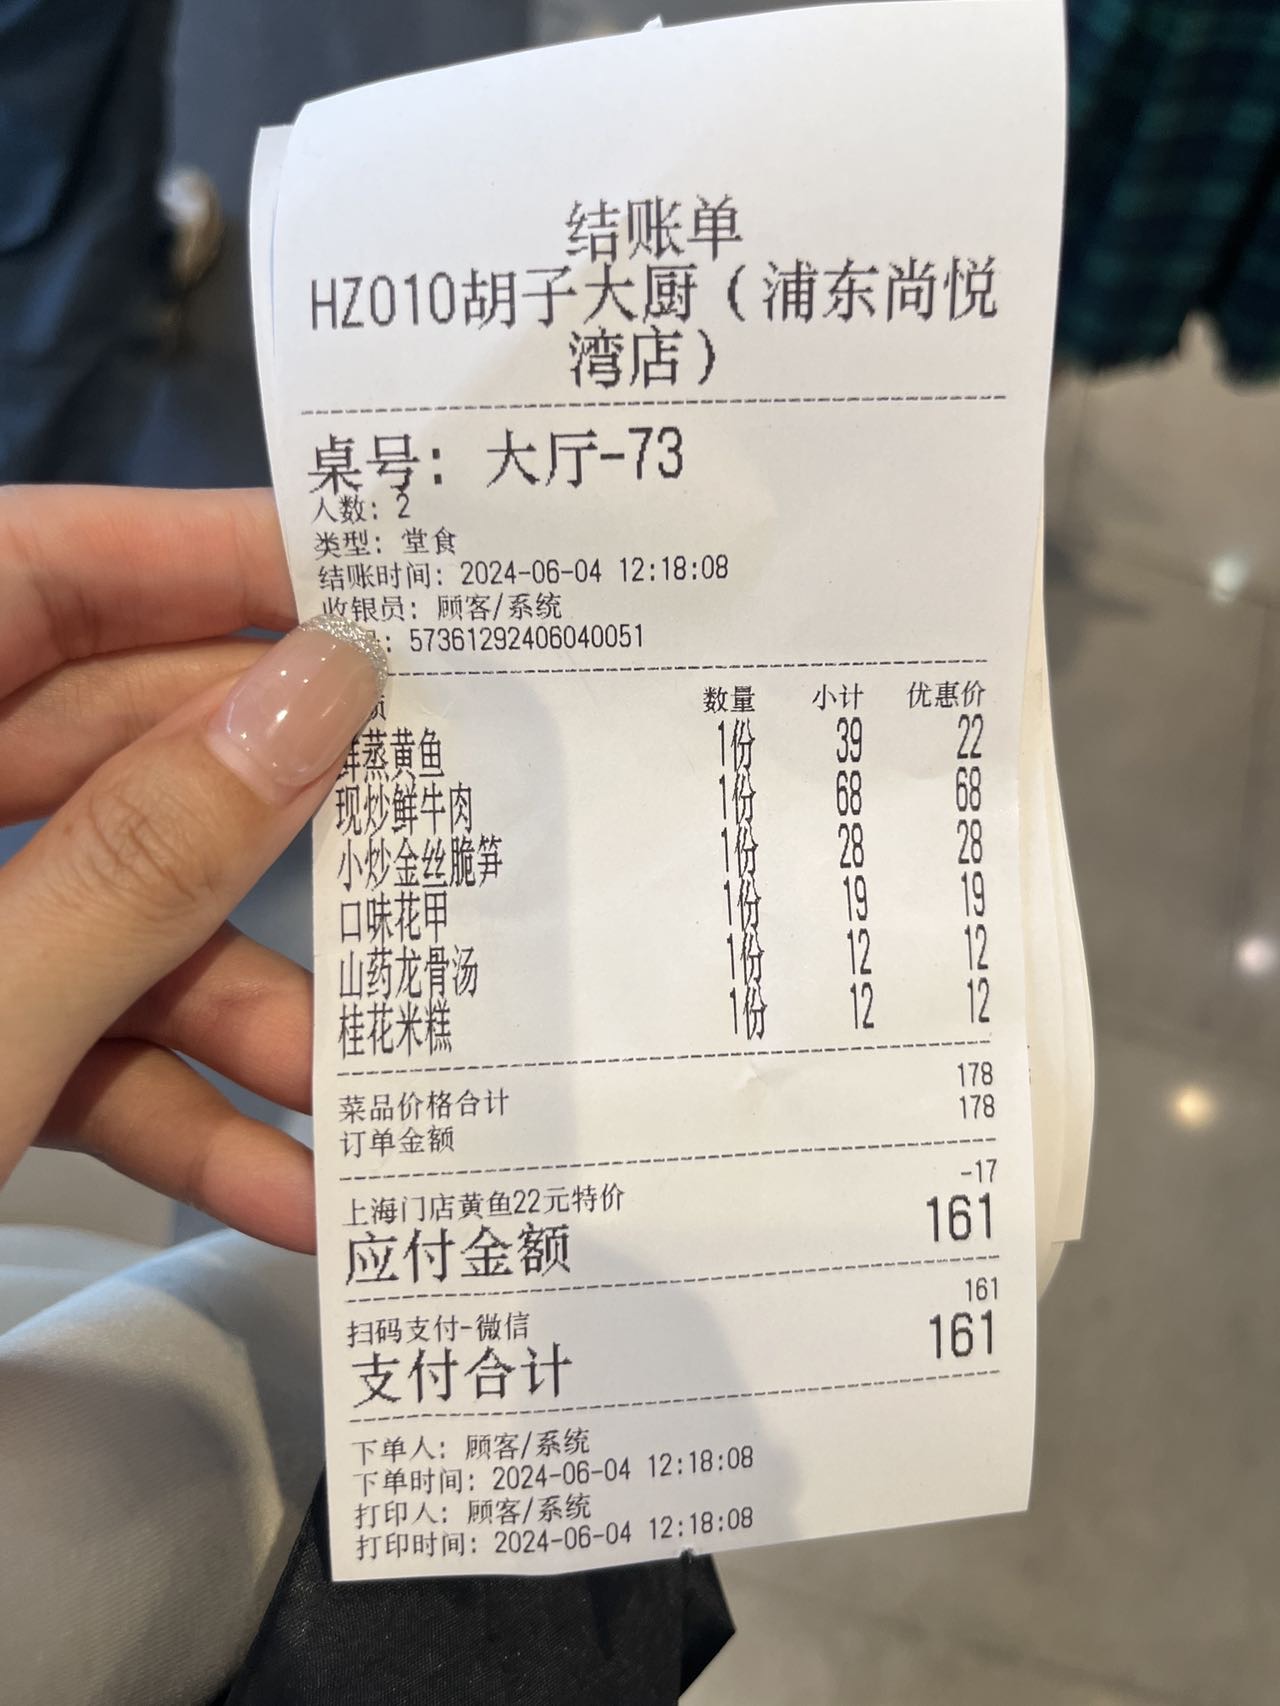 结账单
HZ010胡子大厨(浦东尚悦
湾店)
桌号: 大厅-73
人数: 2
类型: 堂食
结账时间: 2024-06-04 12:18:08
收银员: 顾客/系统
: 57361292406040051
数量 小计 优惠价
鲜蒸黄鱼 1份 39 22
现炒鲜牛肉 1份 68 68
小炒金丝脆笋 1份 28 28
口味花甲 1份 19 19
山药龙骨汤 1份 12 12
桂花米糕 1份 12 12
菜品价格合计 178
订单金额 178
上海门店黄鱼22元特价 -17
应付金额 161
扫码支付-微信 161
支付合计 161
下单人: 顾客/系统
下单时间: 2024-06-04 12:18:08
打印人: 顾客/系统
打印时间: 2024-06-04 12:18:08